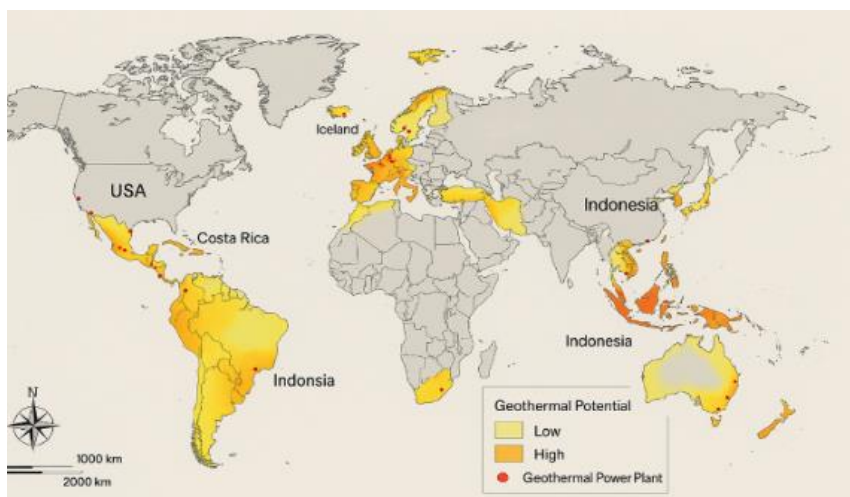 Iceland
USA
Indonesia
Costa Rica
Indonesia
Indonsia
N
1000 km
2000 km
Geothermal Potential
Low
High
Geothermal Power Plant